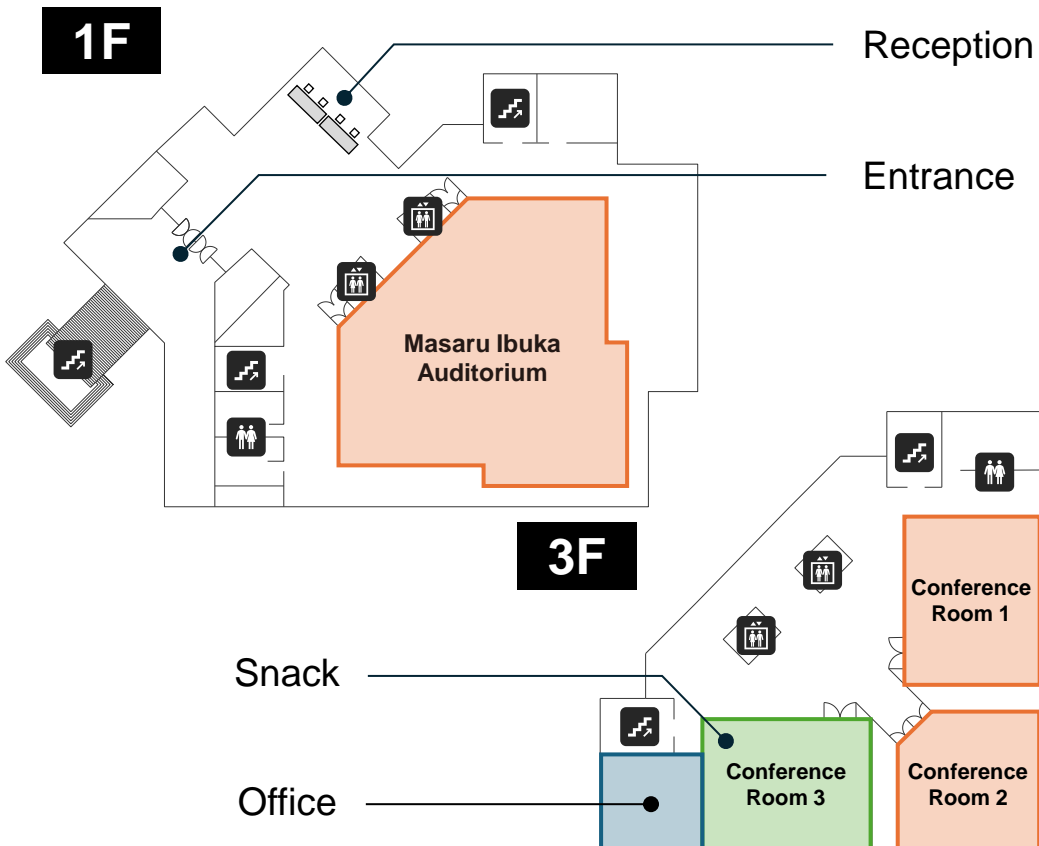 1F
Reception
Entrance
Masaru Ibuka
Auditorium
3F
Conference
Room 1
Snack
Conference
Room 3
Conference
Room 2
Office